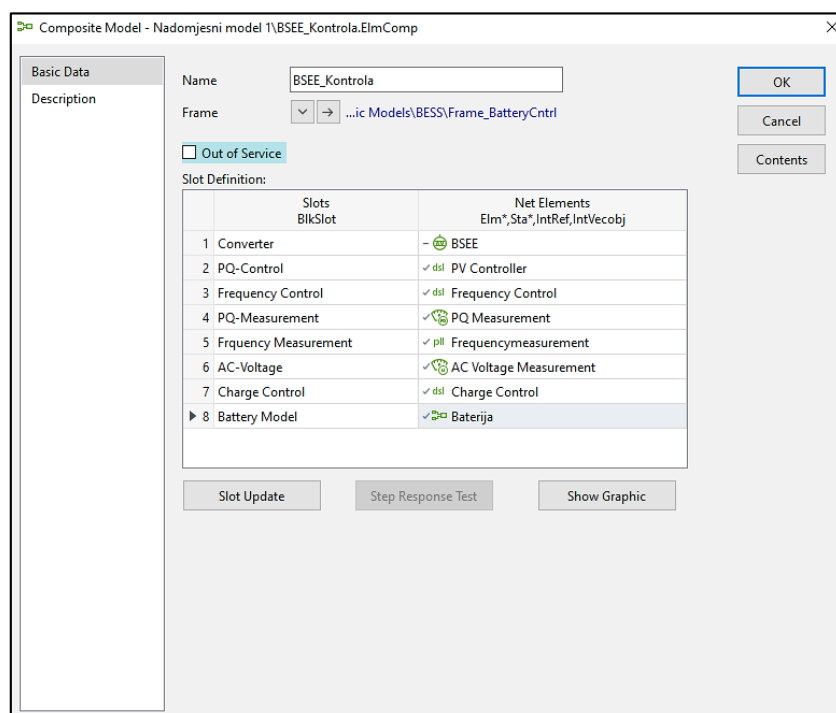 Composite Model - Nadomjesni model 1\BSEE_Kontrola.ElmComp
Basic Data
Description
Name BSEE_Kontrola
Frame ...ic Models\BESS\Frame_BatteryCntrl
Out of Service
Slot Definition:
Slots Net Elements
BlkSlot Elm*,Sta*,IntRef,IntVecobj
1 Converter BSEE
2 PQ-Control dsl PV Controller
3 Frequency Control dsl Frequency Control
4 PQ-Measurement PQ Measurement
5 Frquency Measurement pll Frequencymeasurement
6 AC-Voltage AC Voltage Measurement
7 Charge Control dsl Charge Control
8 Battery Model Baterija
Slot Update Step Response Test Show Graphic
OK
Cancel
Contents